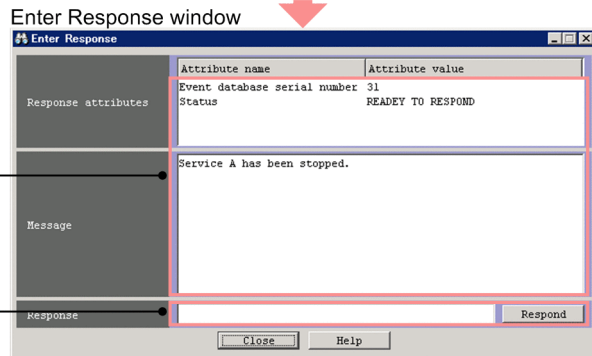 Enter Response window
Enter Response
Attribute name Attribute value
Response attributes
Event database serial number 31
Status READEY TO RESPOND
Message
Service A has been stopped.
Response Respond
Close Help